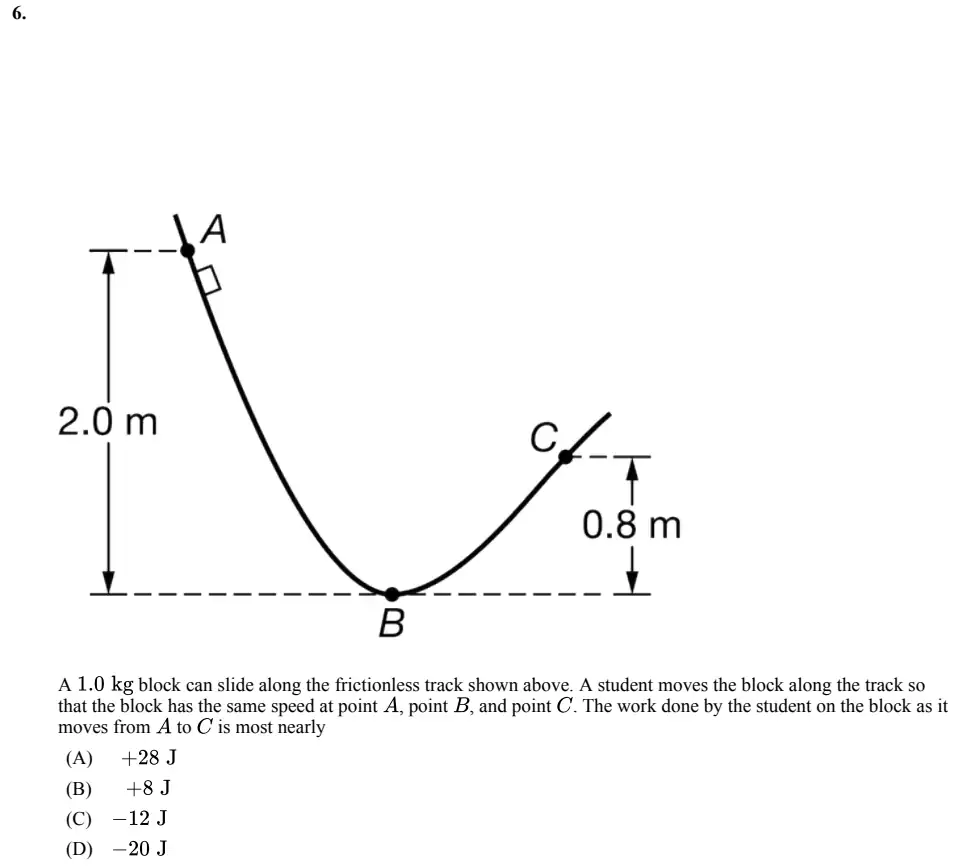 6.
A
2.0 m
C
0.8 m
B
A 1.0 kg block can slide along the frictionless track shown above. A student moves the block along the track so
that the block has the same speed at point A, point B, and point C. The work done by the student on the block as it
moves from A to C is most nearly
(A) +28 J
(B) +8 J
(C) −12 J
(D) −20 J